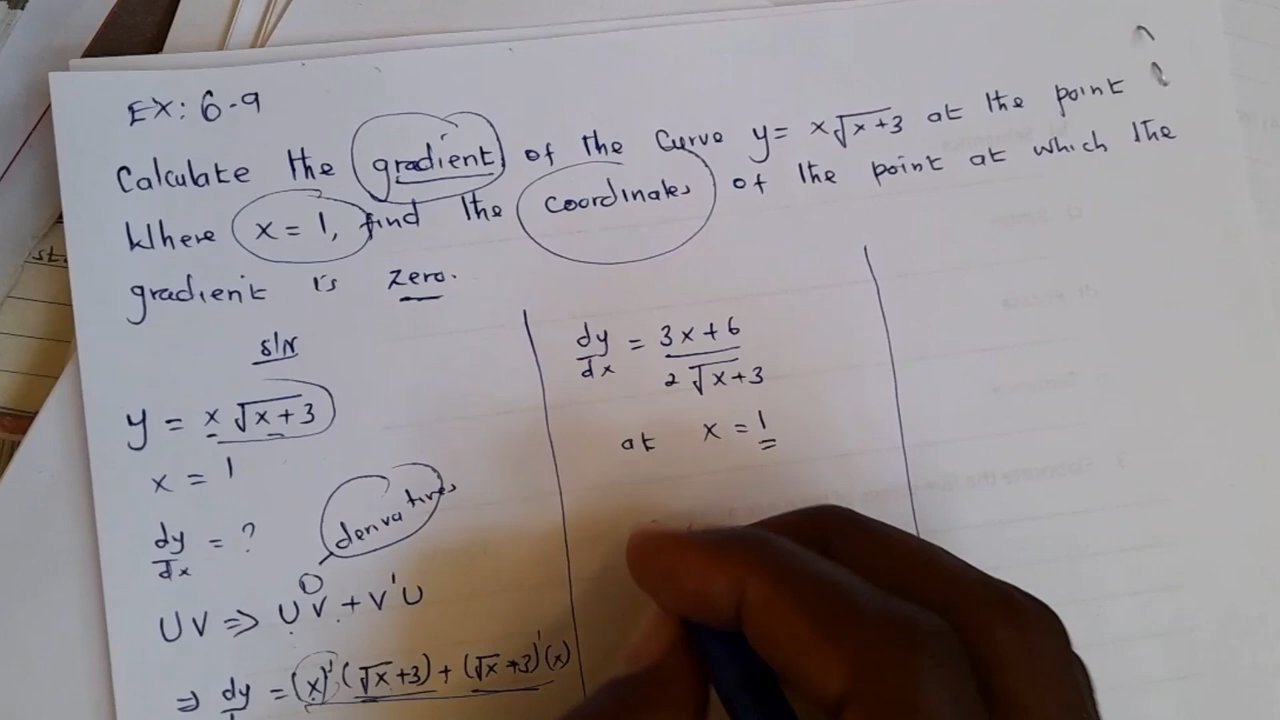 EX: 6-9
Calculate the gradient of the curve y= x√x+3 at the point
Where x = 1, find the coordinates of the point at which the
gradient is zero.
sln
y = x √x+3
x = 1
dy/dx = ?
derivatives
UV => U'V + V'U
=> dy = (x)'(√x+3) + (√x+3)'(x)
dy/dx = 3x+6 / 2√x+3
at x = 1